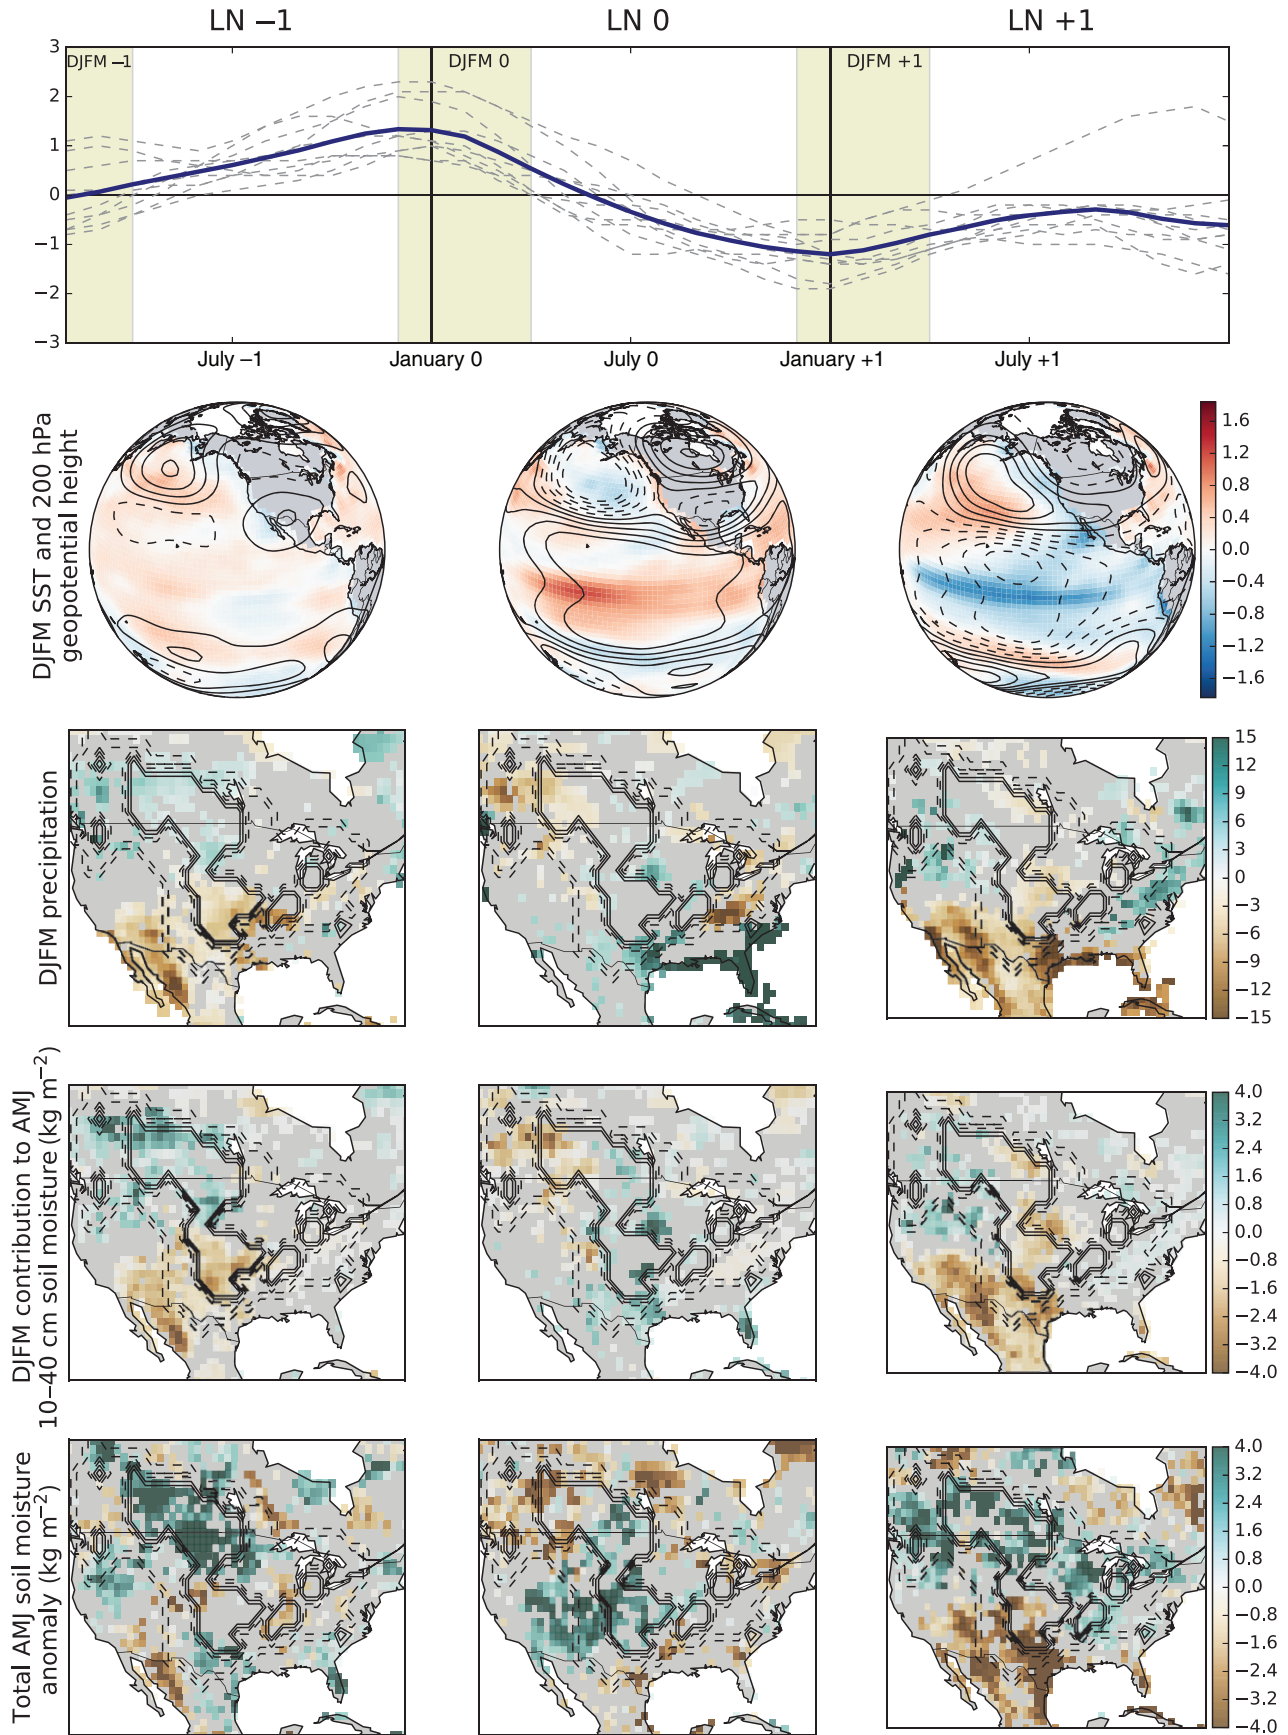 LN −1
LN 0
LN +1
3
2
1
0
−1
−2
−3
DJFM −1
DJFM 0
DJFM +1
July −1
January 0
July 0
January +1
July +1
DJFM SST and 200 hPa
geopotential height
1.6
1.2
0.8
0.4
0.0
−0.4
−0.8
−1.2
−1.6
DJFM precipitation
15
12
9
6
3
0
−3
−6
−9
−12
−15
DJFM contribution to AMJ
10−40 cm soil moisture (kg m−2)
4.0
3.2
2.4
1.6
0.8
0.0
−0.8
−1.6
−2.4
−3.2
−4.0
Total AMJ soil moisture
anomaly (kg m−2)
4.0
3.2
2.4
1.6
0.8
0.0
−0.8
−1.6
−2.4
−3.2
−4.0